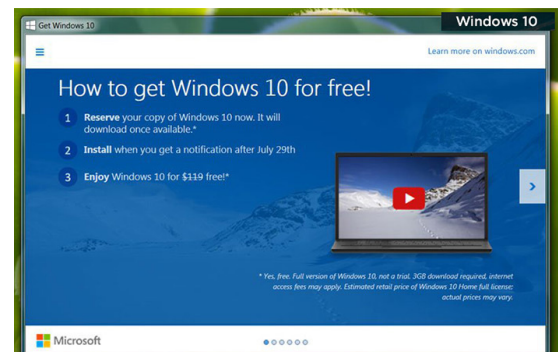 Get Windows 10
Windows 10
Learn more on windows.com
How to get Windows 10 for free!
1 Reserve your copy of Windows 10 now. It will
download once available.*
2 Install when you get a notification after July 29th
3 Enjoy Windows 10 for $119 free!*
* Yes, free. Full version of Windows 10, not a trial. 3GB download required, internet
access fees may apply. Estimated retail price of Windows 10 Home full license;
actual prices may vary.
Microsoft